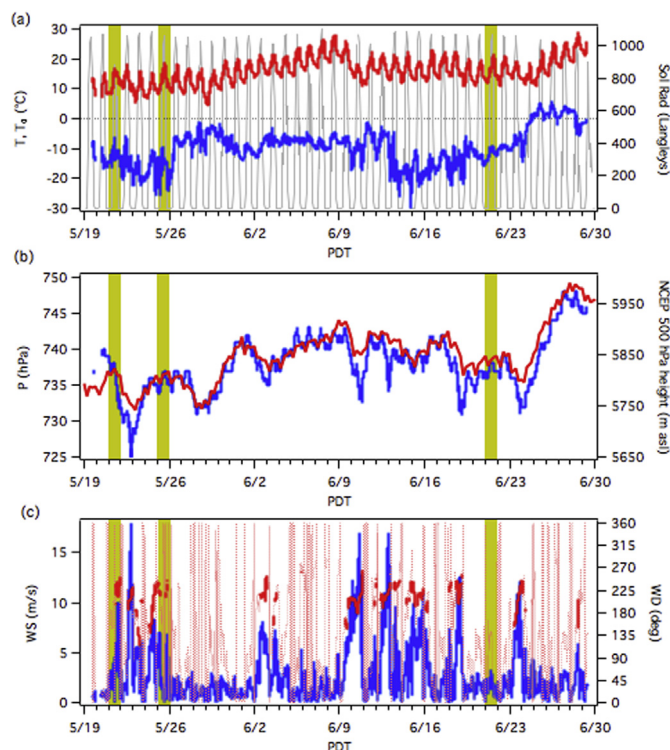 (a)
30
20
10
0
-10
-20
-30
T, Td (°C)
1000
800
600
400
200
0
Sol Rad (Langleys)
5/19 5/26 6/2 6/9 6/16 6/23 6/30
PDT
(b)
750
745
740
735
733
725
P (hPa)
5950
5850
5750
5650
NCEP 500 hPa height (m asl)
5/19 5/26 6/2 6/9 6/16 6/23 6/30
PDT
(c)
15
10
5
0
WS (m/s)
360
315
270
225
180
135
90
45
0
WD (deg)
5/19 5/26 6/2 6/9 6/16 6/23 6/30
PDT